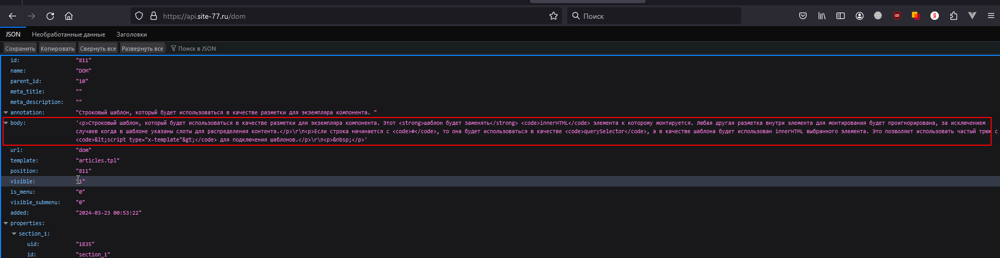 https://api.site-77.ru/dom
Поиск
JSON Необработанные данные Заголовки
Сохранить Копировать Свернуть все Развернуть все Поиск в JSON
id: "811"
name: "DOM"
parent_id: "10"
meta_title: ""
meta_description: ""
annotation: "Строковый шаблон, который будет использоваться в качестве разметки для экземпляра компонента. "
body: '<p>Строковый шаблон, который будет использоваться в качестве разметки для экземпляра компонента. Этот <strong>шаблон будет заменять</strong> <code>innerHTML</code> элемента к которому монтируется. Любая другая разметка внутри элемента для монтирования будет проигнорирована, за исключением
случаев когда в шаблоне указаны слоты для распределения контента.</p>\r\n<p>Если строка начинается с <code>#</code>, то она будет использоваться в качестве <code>querySelector</code>, а в качестве шаблона будет использован innerHTML выбранного элемента. Это позволяет использовать частый трюк с
<code>&lt;script type="x-template"&gt;</code> для подключения шаблонов.</p>\r\n<p>&nbsp;</p>'
url: "dom"
template: "articles.tpl"
position: "811"
visible: "1"
is_menu: "0"
visible_submenu: "0"
added: "2024-03-23 00:53:22"
properties:
section_1:
uid: "1835"
id: "section_1"